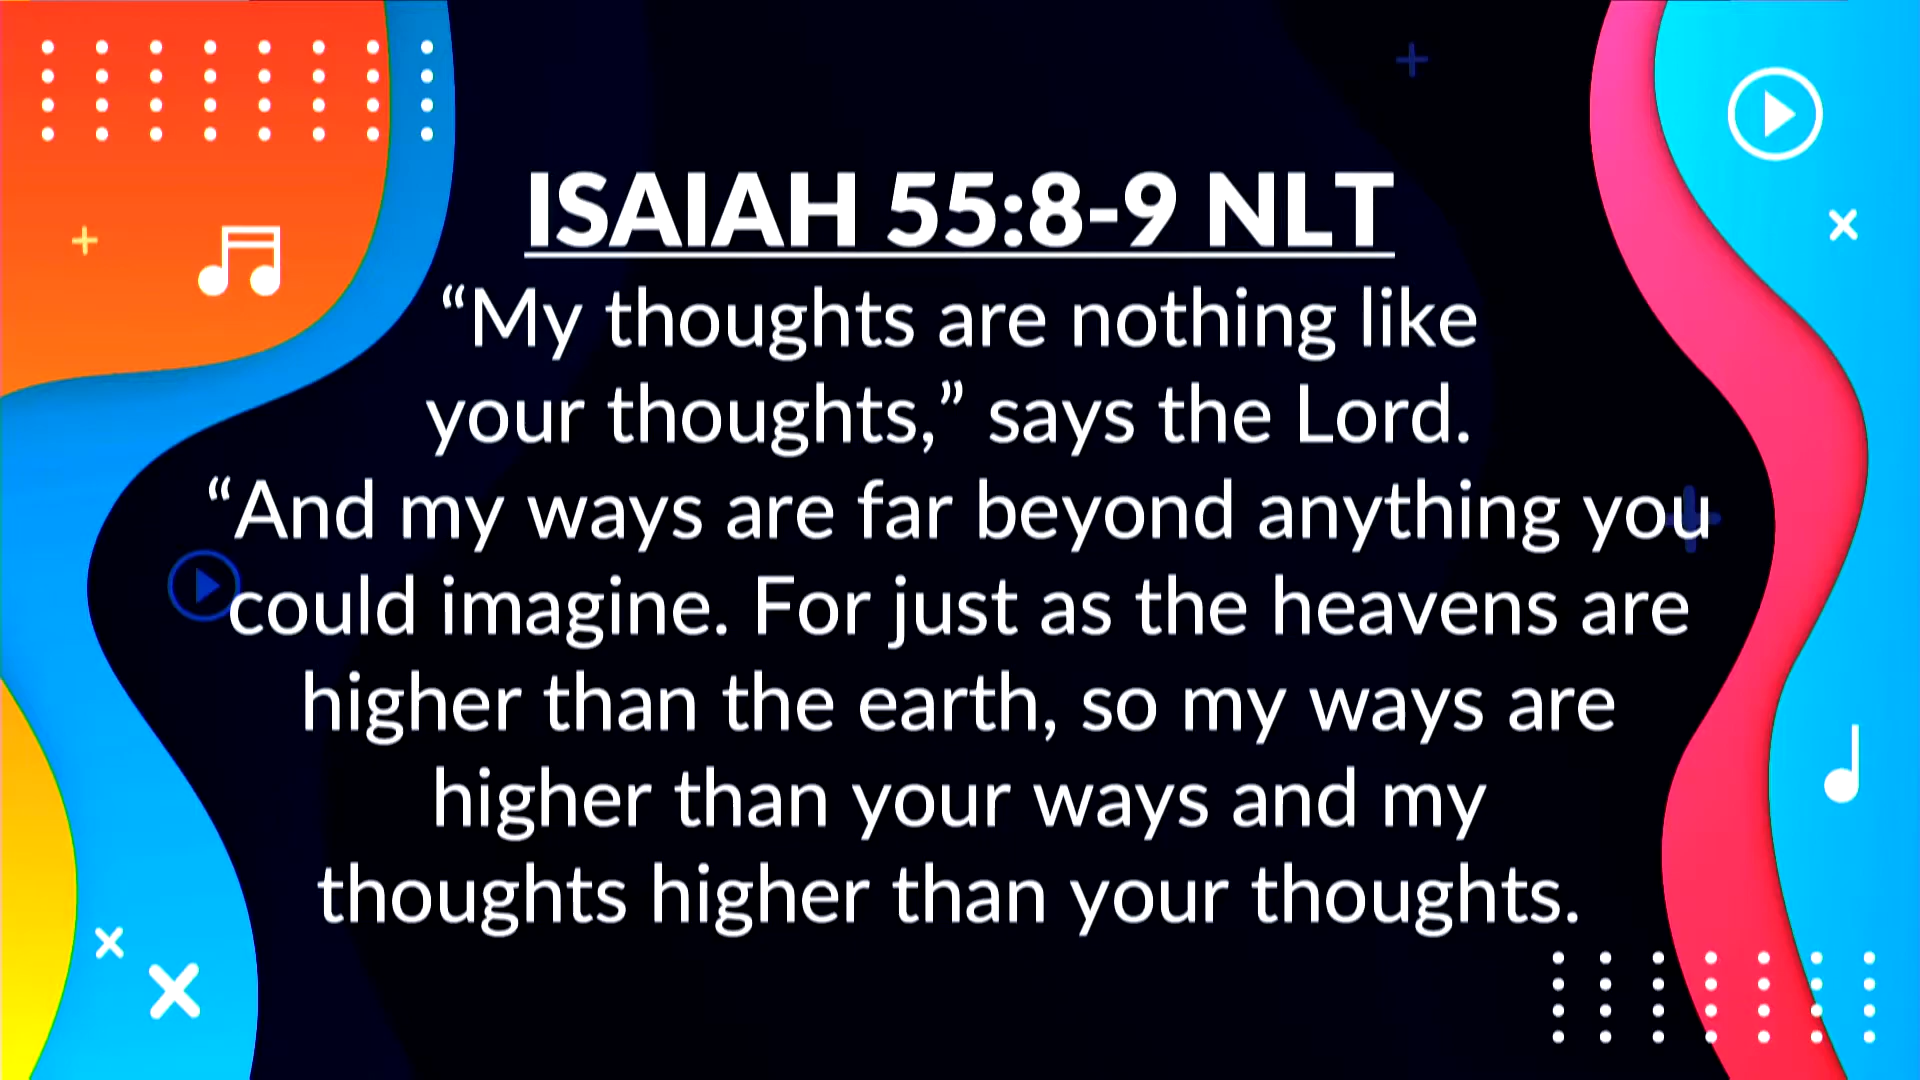 ISAIAH 55:8-9 NLT
“My thoughts are nothing like
your thoughts,” says the Lord.
“And my ways are far beyond anything you
could imagine. For just as the heavens are
higher than the earth, so my ways are
higher than your ways and my
thoughts higher than your thoughts.